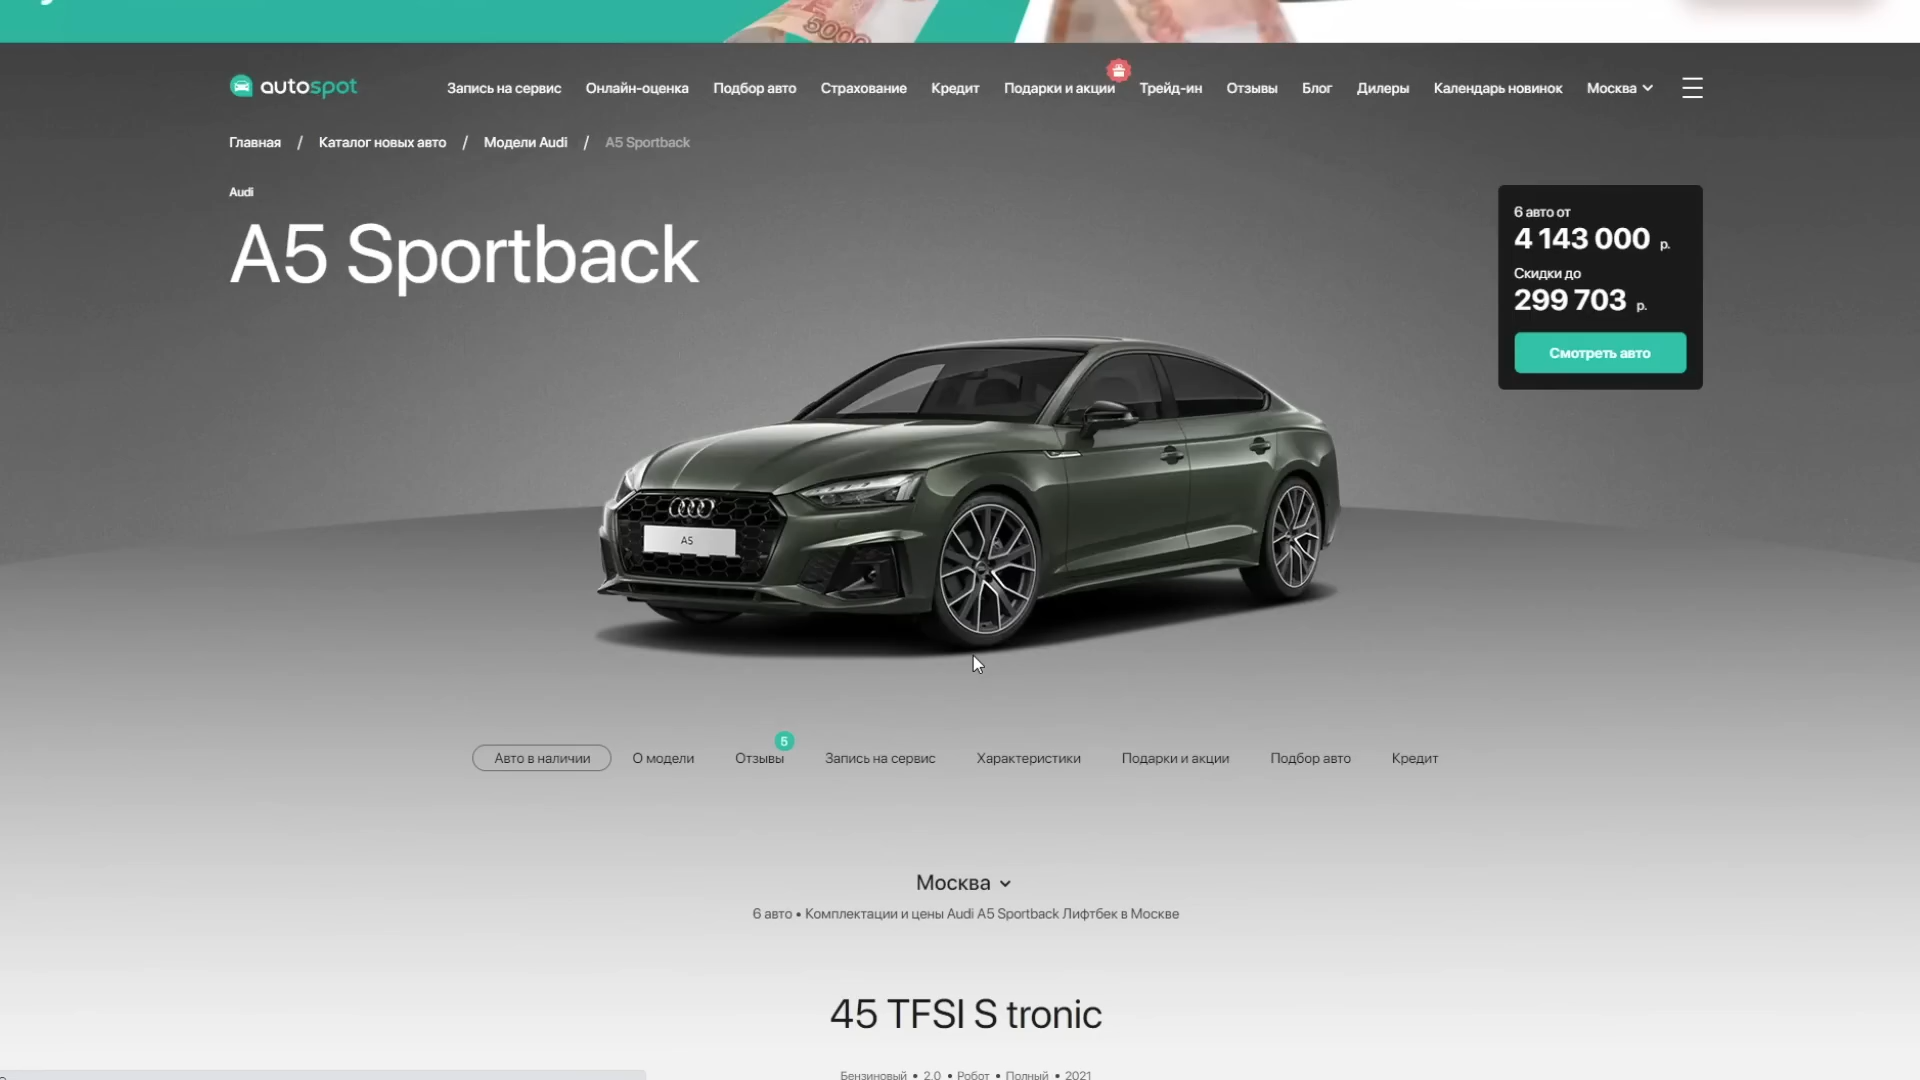 5000
autospot
Запись на сервис Онлайн-оценка Подбор авто Страхование Кредит Подарки и акции Трейд-ин Отзывы Блог Дилеры Календарь новинок Москва
Главная / Каталог новых авто / Модели Audi / A5 Sportback
Audi
A5 Sportback
6 авто от
4 143 000 р.
Скидки до
299 703 р.
Смотреть авто
A5
5
Авто в наличии О модели Отзывы Запись на сервис Характеристики Подарки и акции Подбор авто Кредит
Москва
6 авто • Комплектации и цены Audi A5 Sportback Лифтбек в Москве
45 TFSI S tronic
Бензиновый • 2.0 • Робот • Полный • 2021